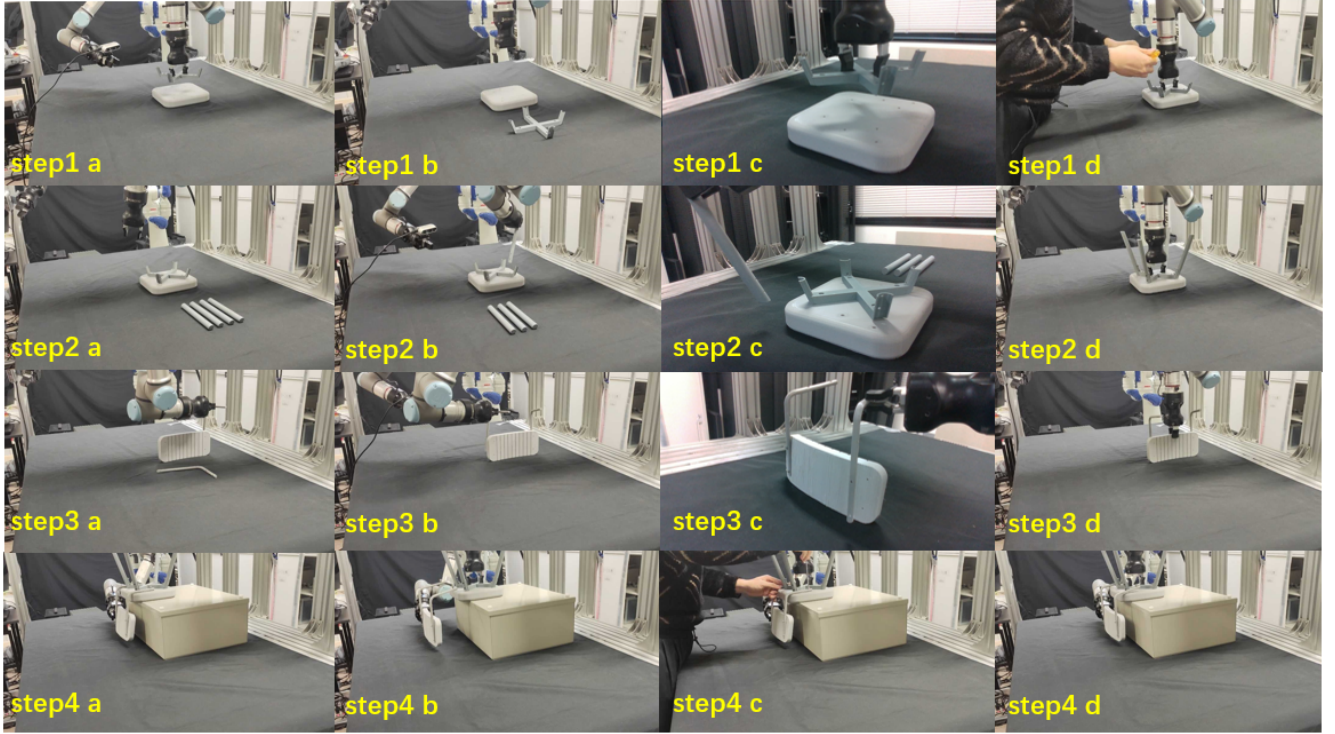 step1 a
step1 b
step1 c
step1 d
step2 a
step2 b
step2 c
step2 d
step3 a
step3 b
step3 c
step3 d
step4 a
step4 b
step4 c
step4 d